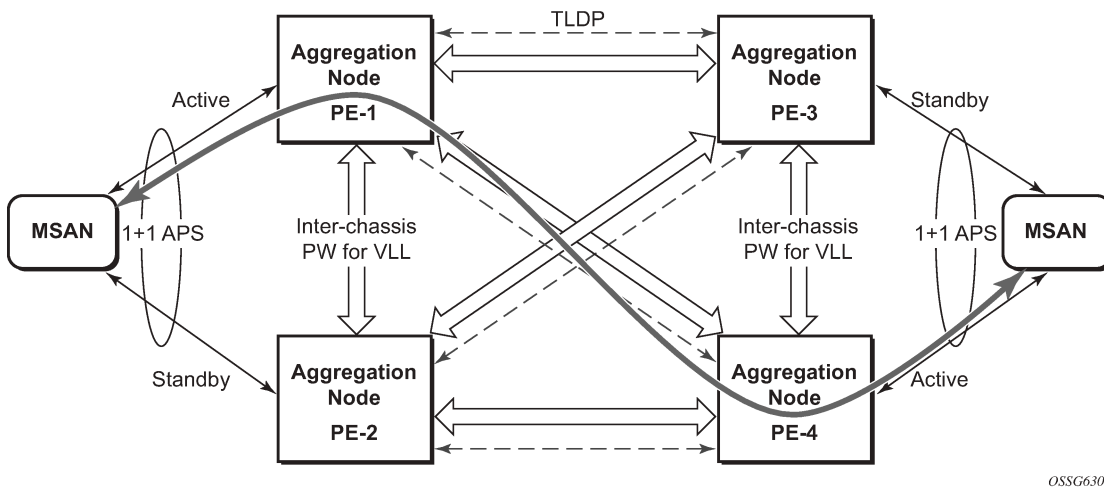 TLDP
Aggregation
Node
PE-1
Aggregation
Node
PE-3
Active
Standby
MSAN
1+1 APS
Inter-chassis
PW for VLL
Inter-chassis
PW for VLL
1+1 APS
MSAN
Standby
Aggregation
Node
PE-2
Aggregation
Node
PE-4
Active
OSSG630